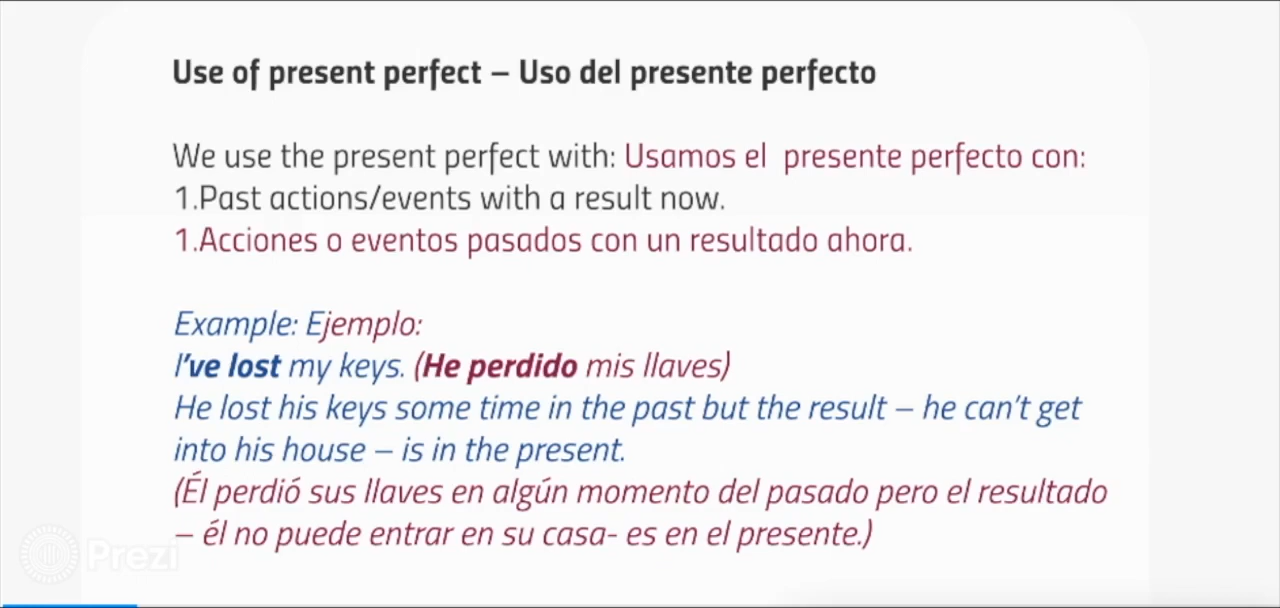 Use of present perfect – Uso del presente perfecto
We use the present perfect with: Usamos el  presente perfecto con:
1.Past actions/events with a result now.
1.Acciones o eventos pasados con un resultado ahora.
Example: Ejemplo:
I've lost my keys. (He perdido mis llaves)
He lost his keys some time in the past but the result – he can't get
into his house – is in the present.
(Él perdió sus llaves en algún momento del pasado pero el resultado
– él no puede entrar en su casa- es en el presente.)
Prezi